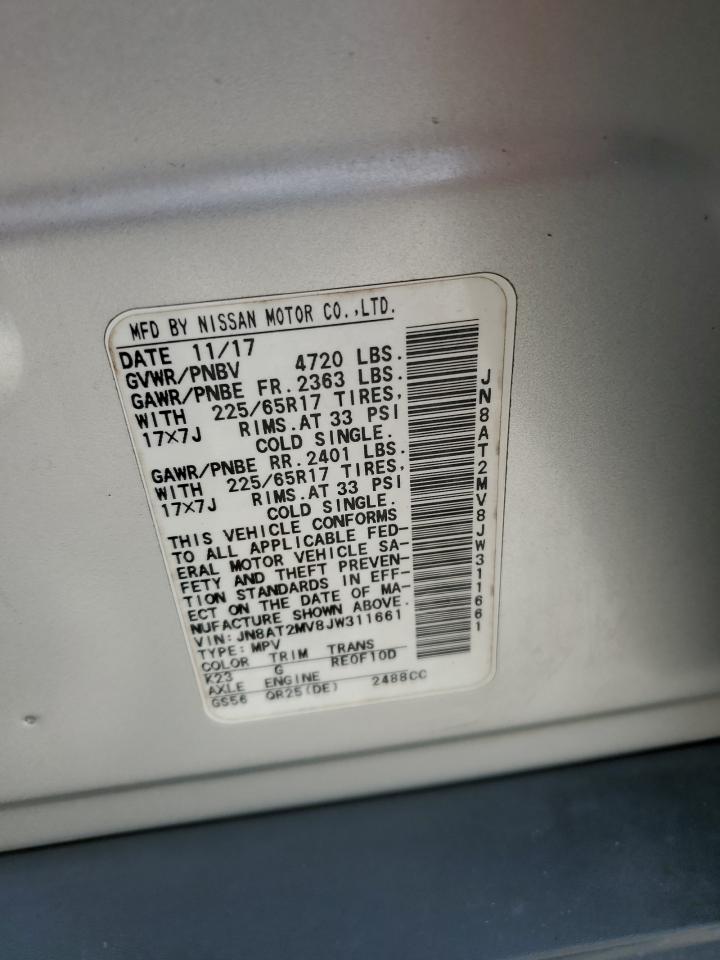 MFD BY NISSAN MOTOR CO.,LTD.
DATE 11/17
GVWR/PNBV 4720 LBS.
GAWR/PNBE FR. 2363 LBS.
WITH 225/65R17 TIRES,
17X7J RIMS.AT 33 PSI
COLD SINGLE.
GAWR/PNBE RR. 2401 LBS.
WITH 225/65R17 TIRES,
17X7J RIMS.AT 33 PSI
COLD SINGLE.
THIS VEHICLE CONFORMS
TO ALL APPLICABLE FED-
ERAL MOTOR VEHICLE SA-
FETY AND THEFT PREVEN-
TION STANDARDS IN EFF-
ECT ON THE DATE OF MA-
NUFACTURE SHOWN ABOVE.
VIN: JN8AT2MV8JW311661
TYPE: MPV
COLOR TRIM TRANS
K23 G RE0F10D
AXLE ENGINE
GS56 QR25(DE) 2488CC
JN8AT2MV8JW311661